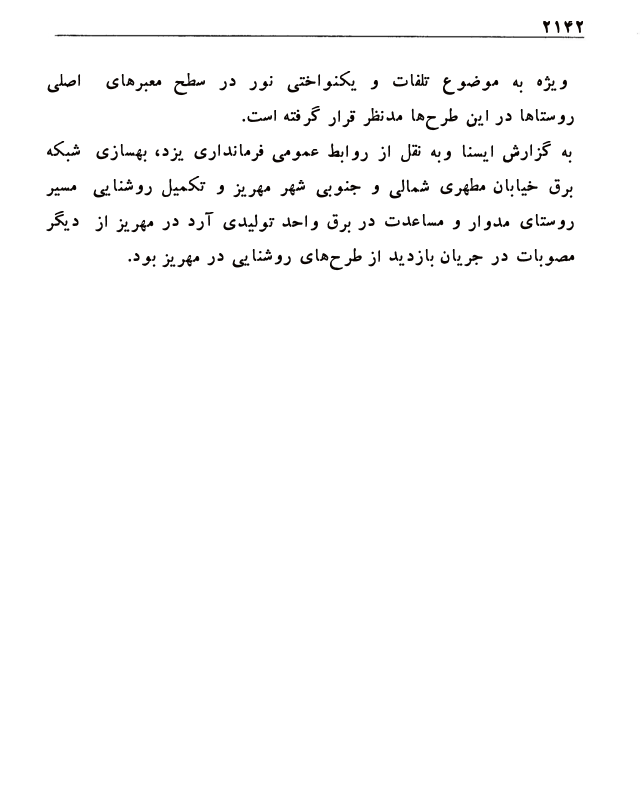 ۲۱۴۲
ویژه به موضوع تلفات و یکنواختی نور در سطح معبرهای اصلی
روستاها در این طرح‌ها مدنظر قرار گرفته است.
به گزارش ایسنا وبه نقل از روابط عمومی فرمانداری یزد، بهسازی شبکه
برق خیابان مطهری شمالی و جنوبی شهر مهریز و تکمیل روشنایی مسیر
روستای مدوار و مساعدت در برق واحد تولیدی آرد در مهریز از دیگر
مصوبات در جریان بازدید از طرح‌های روشنایی در مهریز بود.